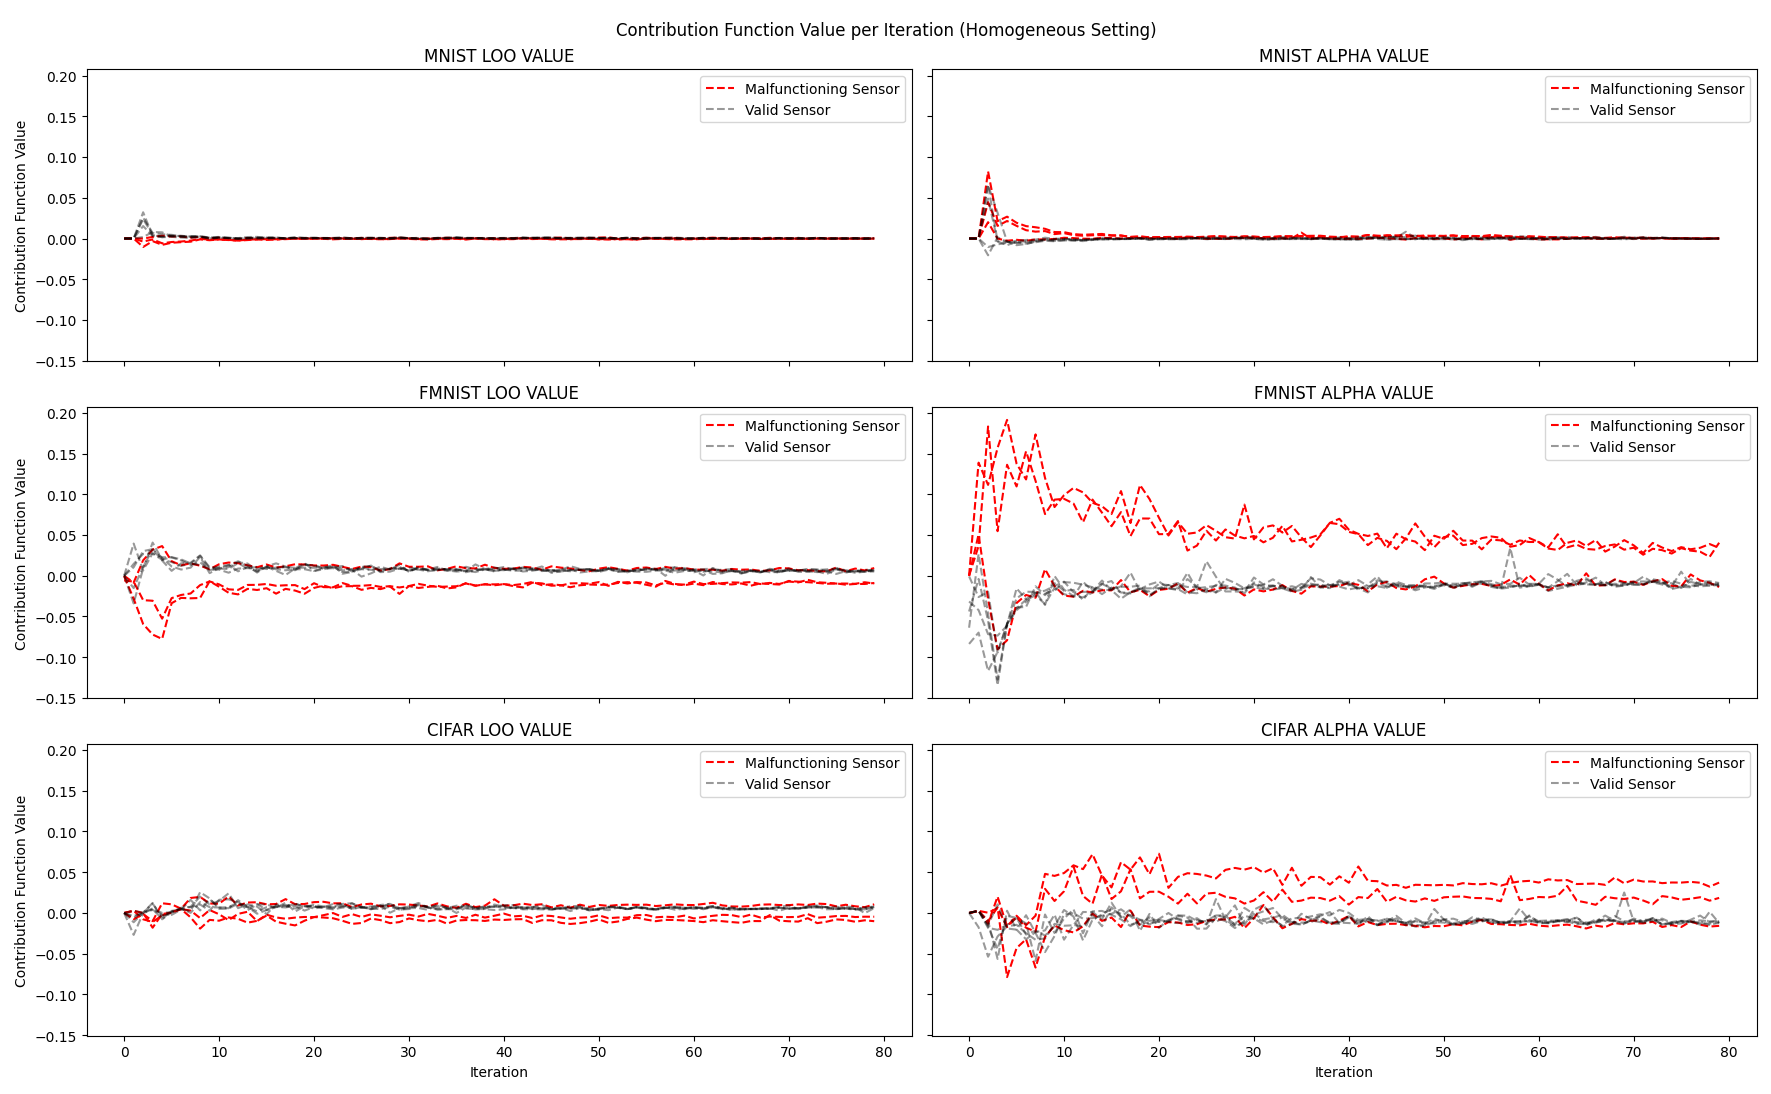 Contribution Function Value per Iteration (Homogeneous Setting)
MNIST LOO VALUE
Contribution Function Value
0.20
0.15
0.10
0.05
0.00
−0.05
−0.10
−0.15
Malfunctioning Sensor
Valid Sensor
MNIST ALPHA VALUE
Malfunctioning Sensor
Valid Sensor
FMNIST LOO VALUE
Contribution Function Value
0.20
0.15
0.10
0.05
0.00
−0.05
−0.10
−0.15
Malfunctioning Sensor
Valid Sensor
FMNIST ALPHA VALUE
Malfunctioning Sensor
Valid Sensor
CIFAR LOO VALUE
Contribution Function Value
0.20
0.15
0.10
0.05
0.00
−0.05
−0.10
−0.15
Malfunctioning Sensor
Valid Sensor
0 10 20 30 40 50 60 70 80
Iteration
CIFAR ALPHA VALUE
Malfunctioning Sensor
Valid Sensor
0 10 20 30 40 50 60 70 80
Iteration